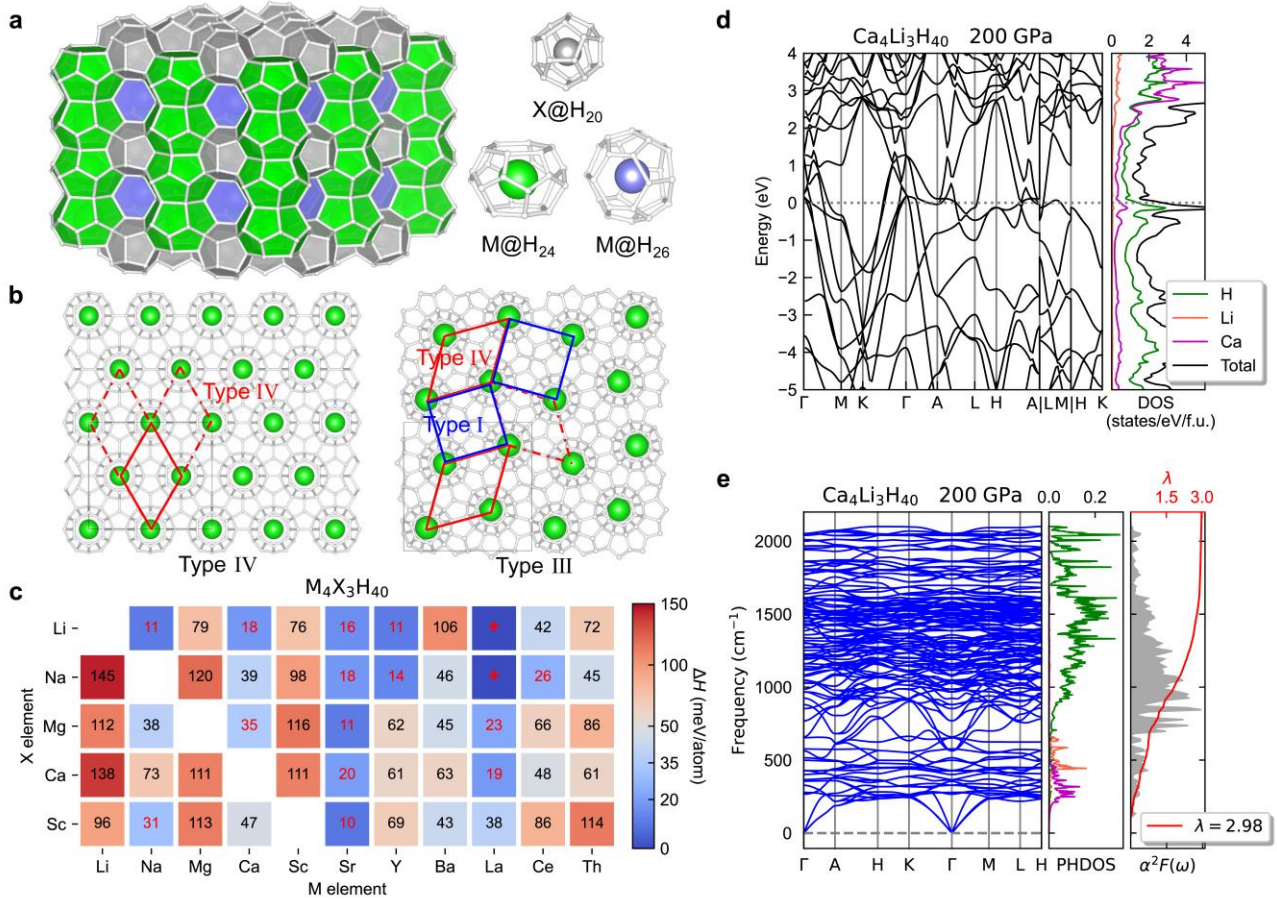 a
X@H₂₀
M@H₂₄
M@H₂₆
b
Type IV
Type IV
Type IV
Type I
Type III
c
M₄X₃H₄₀
X element
Li 11 79 18 76 16 11 106 + 42 72
Na 145 120 39 98 18 14 46 + 26 45
Mg 112 38 35 116 11 62 45 23 66 86
Ca 138 73 111 111 20 61 63 19 48 61
Sc 96 31 113 47 10 69 43 38 86 114
Li Na Mg Ca Sc Sr Y Ba La Ce Th
M element
150
100
50
30
20
10
0
ΔH (meV/atom)
d
Ca₄Li₃H₄₀ 200 GPa
0 2 4
Energy (eV)
4
3
2
1
0
−1
−2
−3
−4
−5
Γ M K Γ A L H A|L M|H K
DOS
(states/eV/f.u.)
H
Li
Ca
Total
e
Ca₄Li₃H₄₀ 200 GPa
0.0 0.2
λ
1.5 3.0
Frequency (cm⁻¹)
2000
1500
1000
500
0
Γ A H K Γ M L H
PHDOS
α²F(ω)
λ = 2.98